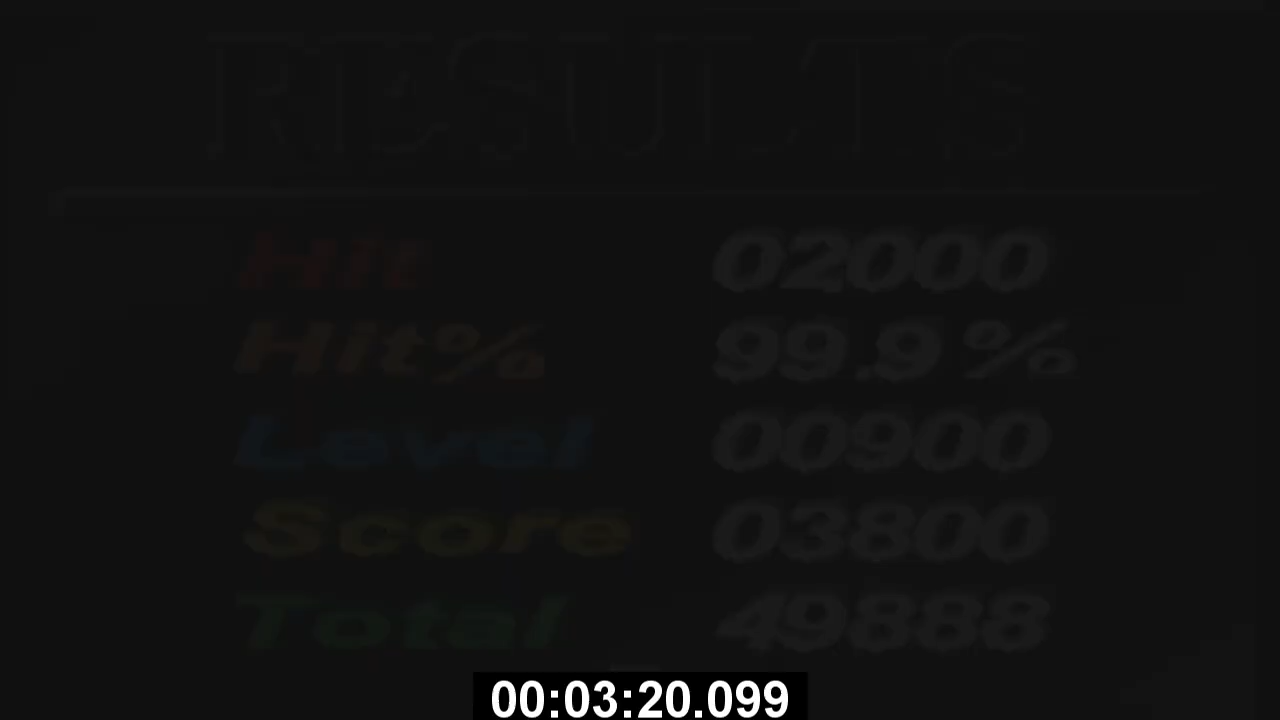 RESULTS
Hit 02000
Hit% 99.9%
Level 00900
Score 03800
Total 49888
00:03:20.099